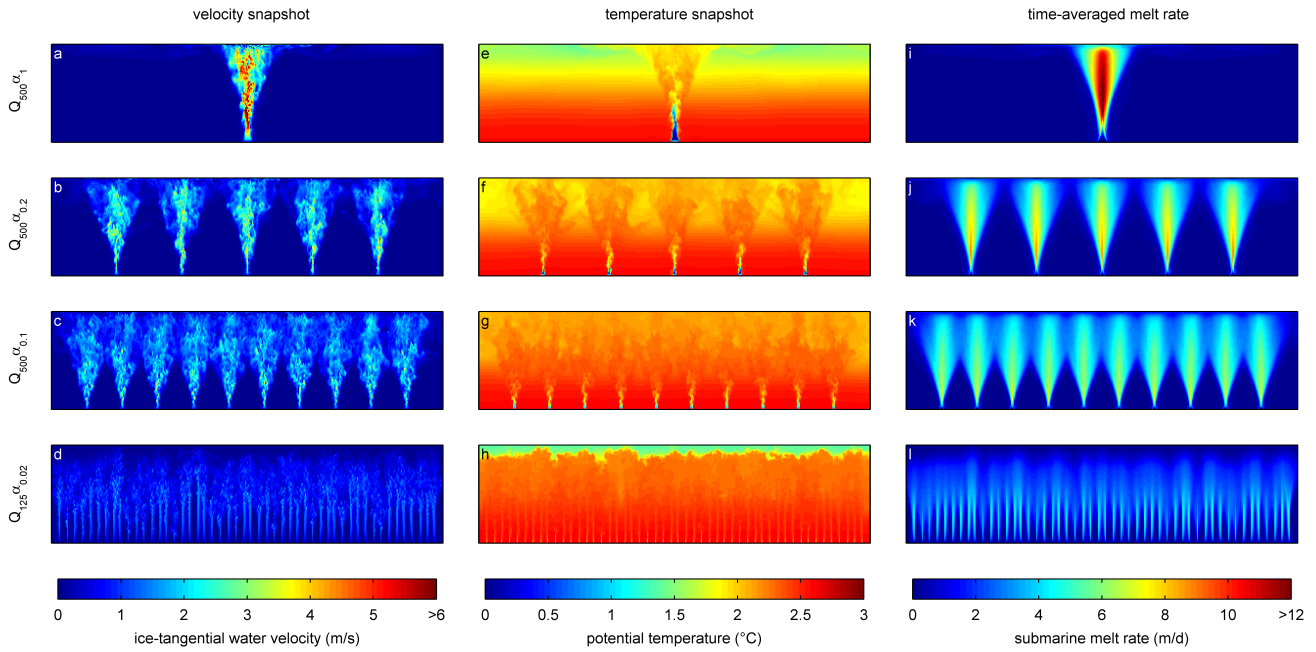 velocity snapshot temperature snapshot time-averaged melt rate
Q500α1 a e i
Q500α0.2 b f j
Q500α0.1 c g k
Q125α0.02 d h l
0 1 2 3 4 5 >6 0 0.5 1 1.5 2 2.5 3 0 2 4 6 8 10 >12
ice-tangential water velocity (m/s) potential temperature (°C) submarine melt rate (m/d)